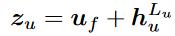 z_u = u_f + h_u^{L_u}